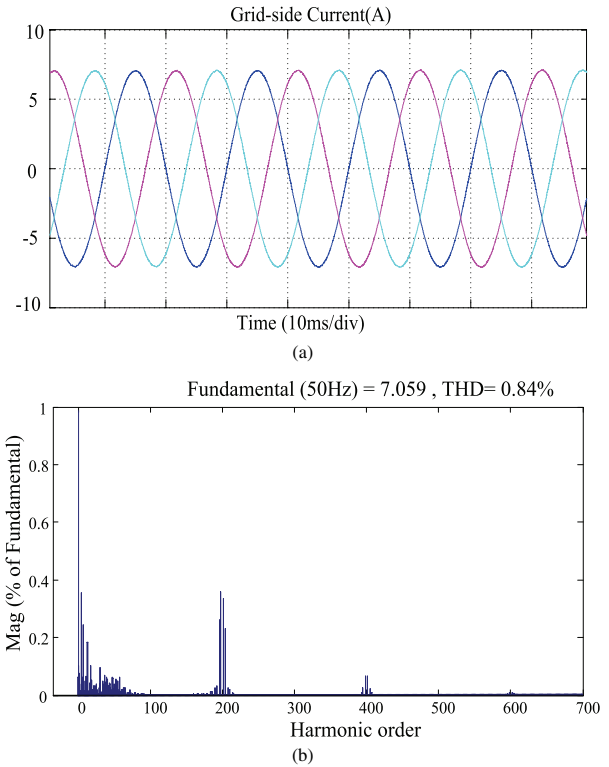 Grid-side Current(A)
10
5
0
-5
-10
Time (10ms/div)
(a)
Fundamental (50Hz) = 7.059 , THD= 0.84%
1
0.8
0.6
0.4
0.2
0
Mag (% of Fundamental)
0 100 200 300 400 500 600 700
Harmonic order
(b)